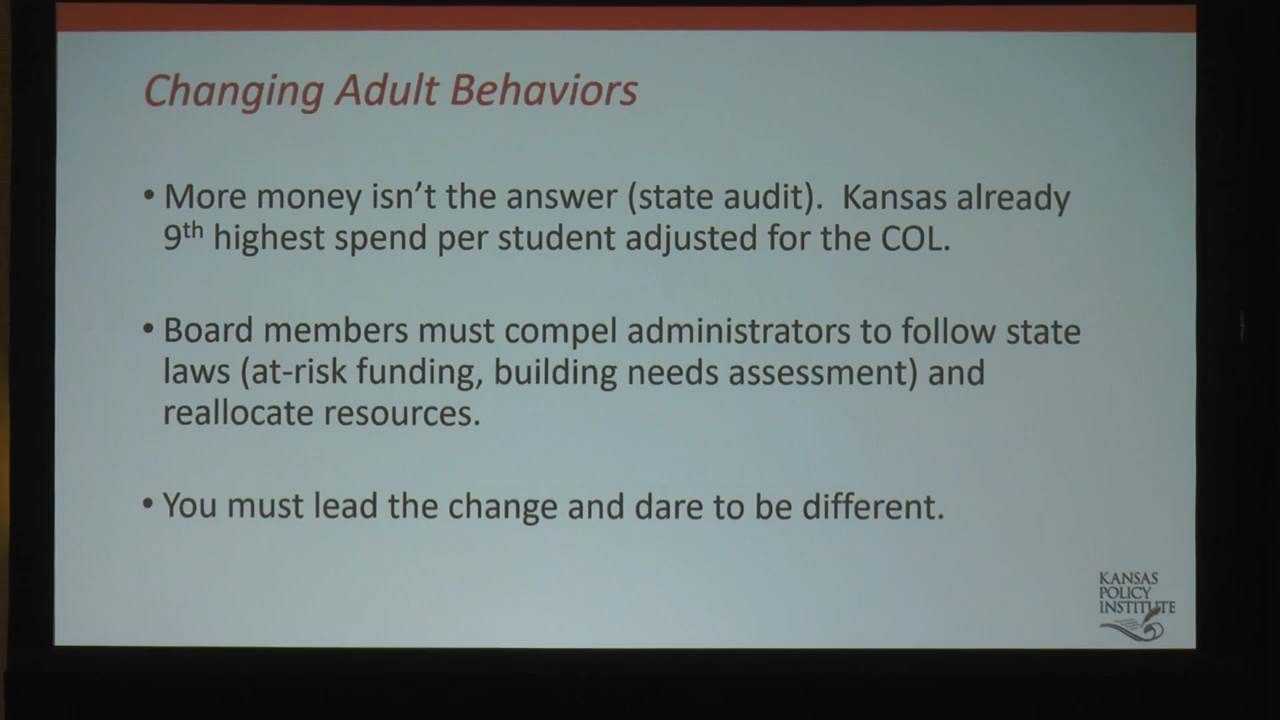 Changing Adult Behaviors
• More money isn't the answer (state audit).  Kansas already
9th highest spend per student adjusted for the COL.
• Board members must compel administrators to follow state
laws (at-risk funding, building needs assessment) and
reallocate resources.
• You must lead the change and dare to be different.
KANSAS
POLICY
INSTITUTE